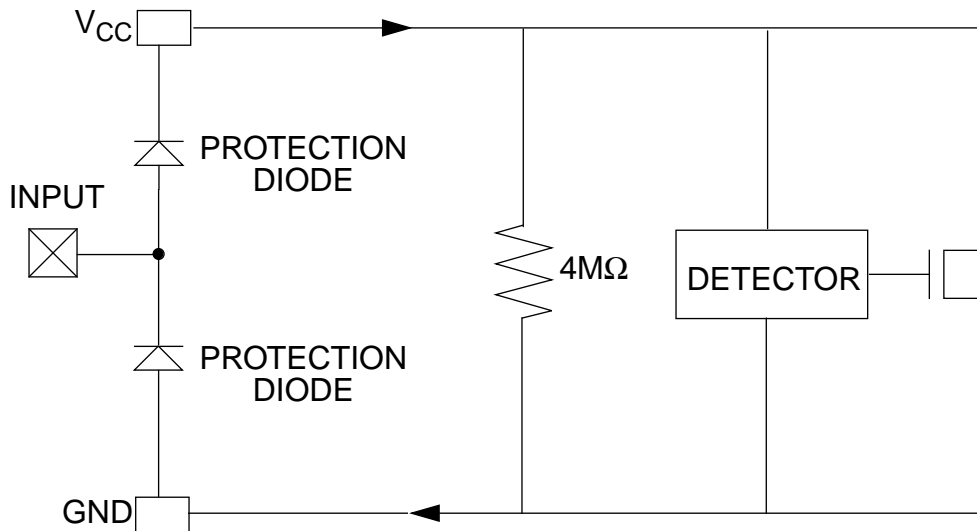 VCC
PROTECTION
DIODE
INPUT
4MΩ
DETECTOR
PROTECTION
DIODE
GND